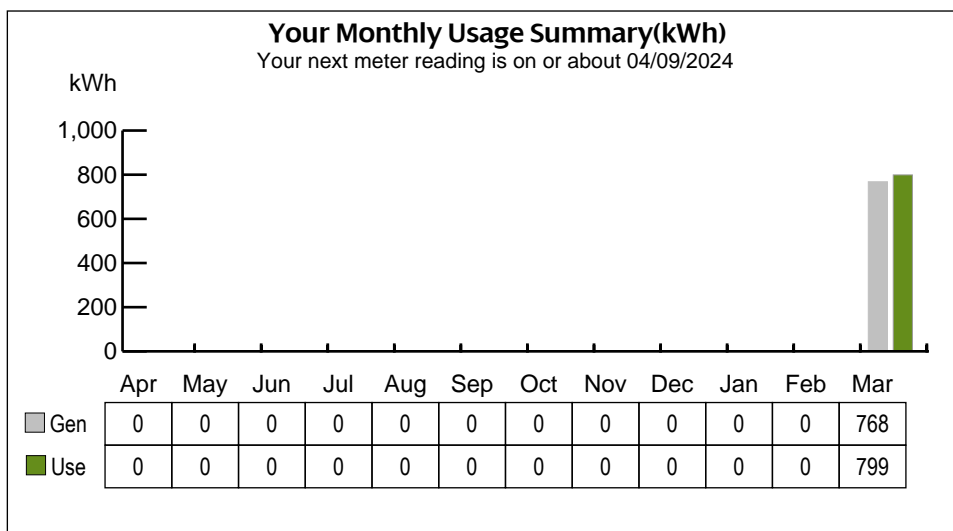 Your Monthly Usage Summary(kWh)
Your next meter reading is on or about 04/09/2024
kWh
1,000
800
600
400
200
0
Apr May Jun Jul Aug Sep Oct Nov Dec Jan Feb Mar
Gen 0 0 0 0 0 0 0 0 0 0 0 768
Use 0 0 0 0 0 0 0 0 0 0 0 799